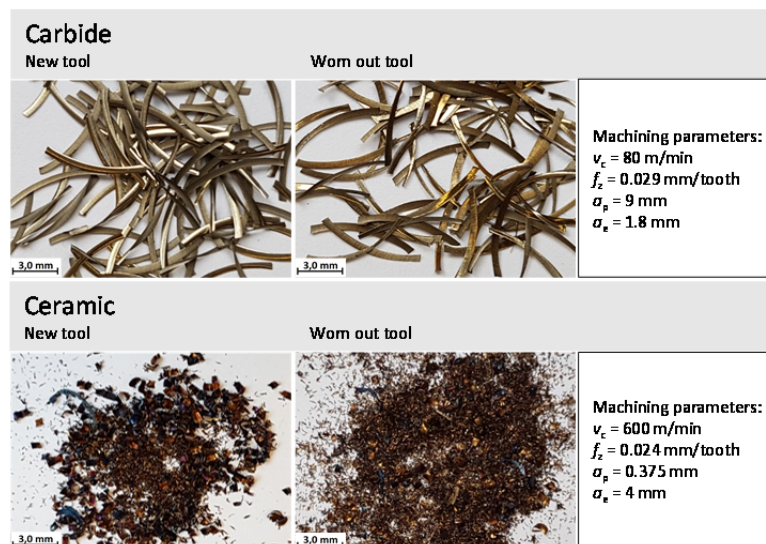 Carbide
New tool
Worn out tool
3,0 mm
3,0 mm
Machining parameters:
vc = 80 m/min
fz = 0.029 mm/tooth
ap = 9 mm
ae = 1.8 mm
Ceramic
New tool
Worn out tool
3,0 mm
3,0 mm
Machining parameters:
vc = 600 m/min
fz = 0.024 mm/tooth
ap = 0.375 mm
ae = 4 mm